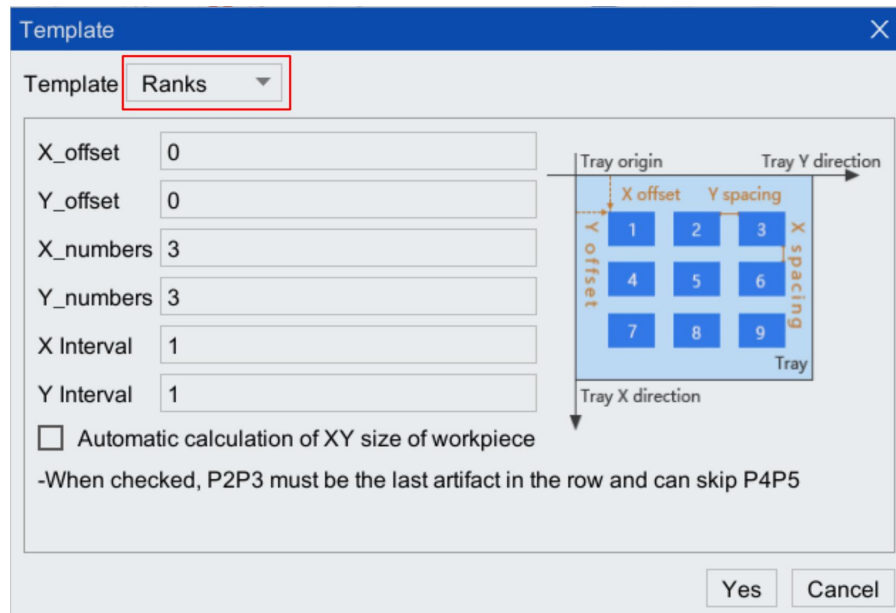 Template
Template Ranks
X_offset 0
Y_offset 0
X_numbers 3
Y_numbers 3
X Interval 1
Y Interval 1
Tray origin Tray Y direction
X offset Y spacing
Y offset
X spacing
1 2 3
4 5 6
7 8 9
Tray
Tray X direction
Automatic calculation of XY size of workpiece
-When checked, P2P3 must be the last artifact in the row and can skip P4P5
Yes Cancel